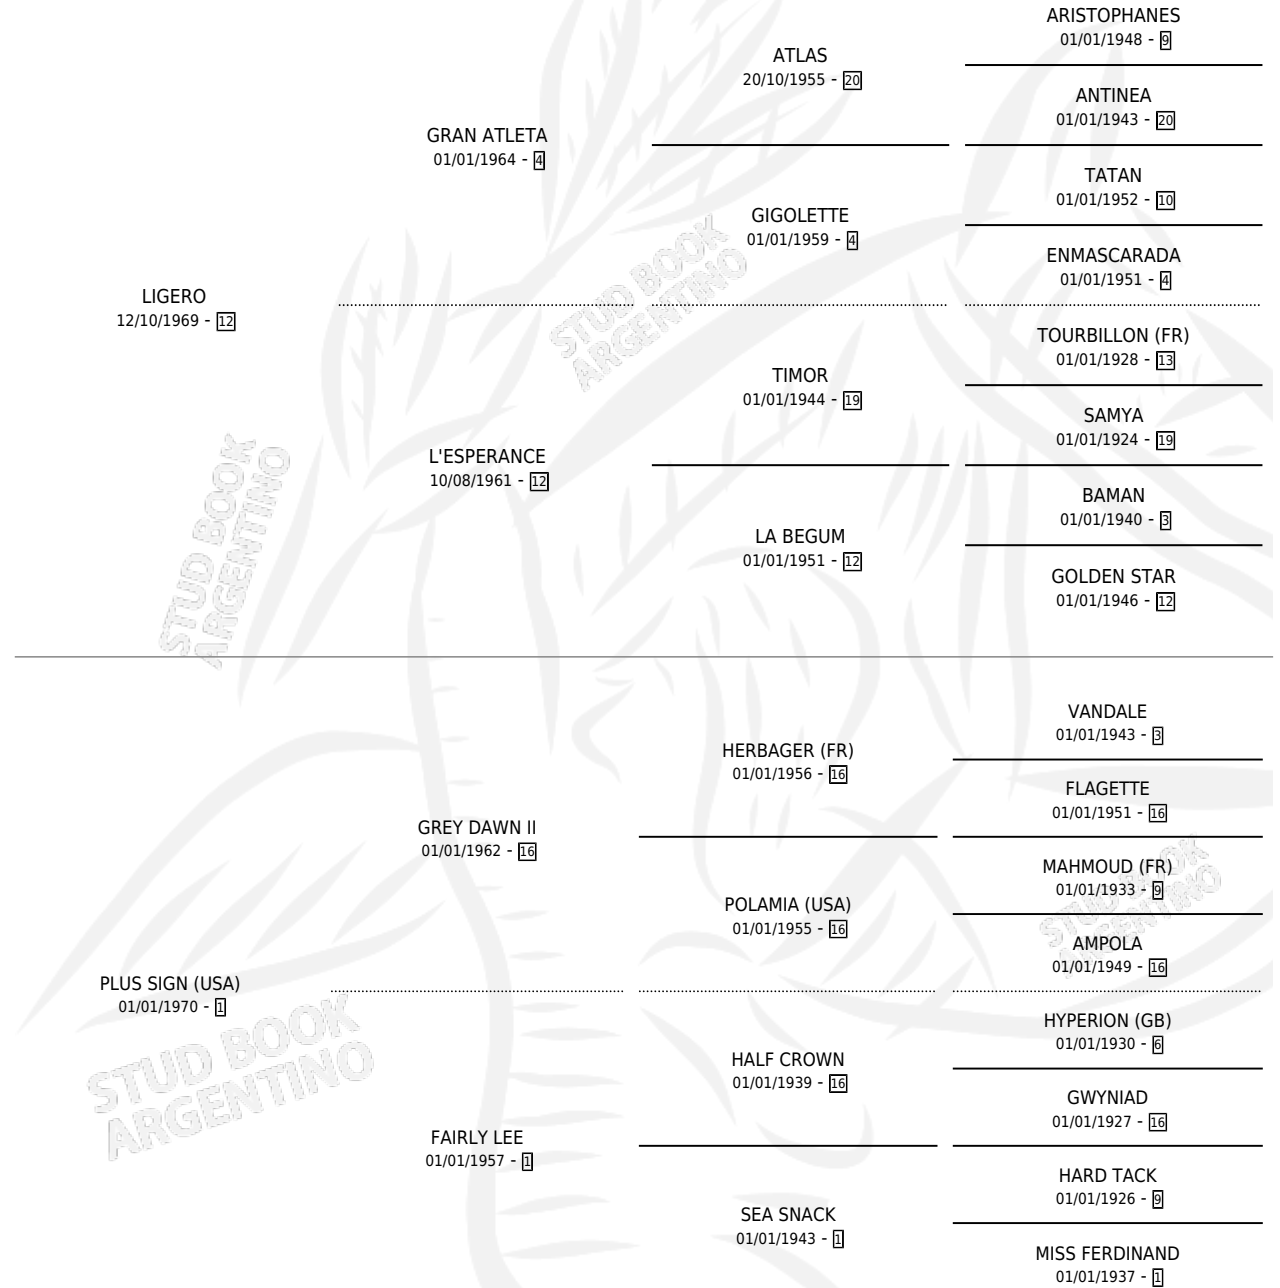 ARISTOPHANES
01/01/1948 - 9
ATLAS
20/10/1955 - 20
ANTINEA
01/01/1943 - 20
GRAN ATLETA
01/01/1964 - 4
TATAN
01/01/1952 - 10
GIGOLETTE
01/01/1959 - 4
ENMASCARADA
01/01/1951 - 4
LIGERO
12/10/1969 - 12
STUD BOOK
ARGENTINO
TOURBILLON (FR)
01/01/1928 - 13
TIMOR
01/01/1944 - 19
SAMYA
01/01/1924 - 19
L'ESPERANCE
10/08/1961 - 12
BAMAN
01/01/1940 - 3
LA BEGUM
01/01/1951 - 12
GOLDEN STAR
01/01/1946 - 12
STUD BOOK
ARGENTINO
VANDALE
01/01/1943 - 3
HERBAGER (FR)
01/01/1956 - 16
FLAGETTE
01/01/1951 - 16
GREY DAWN II
01/01/1962 - 16
MAHMOUD (FR)
01/01/1933 - 9
POLAMIA (USA)
01/01/1955 - 16
AMPOLA
01/01/1949 - 16
STUD BOOK
ARGENTINO
PLUS SIGN (USA)
01/01/1970 - 1
HYPERION (GB)
01/01/1930 - 6
HALF CROWN
01/01/1939 - 16
GWYNIAD
01/01/1927 - 16
STUD BOOK
ARGENTINO
FAIRLY LEE
01/01/1957 - 1
HARD TACK
01/01/1926 - 9
SEA SNACK
01/01/1943 - 1
MISS FERDINAND
01/01/1937 - 1